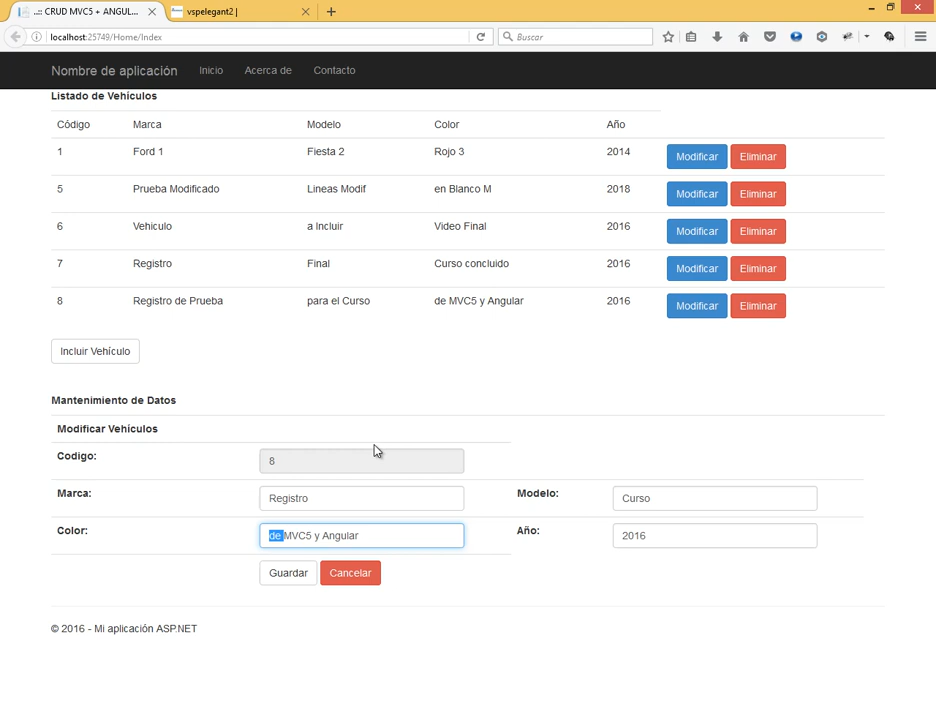 ..:: CRUD MVC5 + ANGUL... vspelegant2 |
localhost:25749/Home/Index Buscar
Nombre de aplicación Inicio Acerca de Contacto
Listado de Vehículos
Código Marca Modelo Color Año
1 Ford 1 Fiesta 2 Rojo 3 2014 Modificar Eliminar
5 Prueba Modificado Lineas Modif en Blanco M 2018 Modificar Eliminar
6 Vehiculo a Incluir Video Final 2016 Modificar Eliminar
7 Registro Final Curso concluido 2016 Modificar Eliminar
8 Registro de Prueba para el Curso de MVC5 y Angular 2016 Modificar Eliminar
Incluir Vehículo
Mantenimiento de Datos
Modificar Vehículos
Codigo: 8
Marca: Registro Modelo: Curso
Color: de MVC5 y Angular Año: 2016
Guardar Cancelar
© 2016 - Mi aplicación ASP.NET